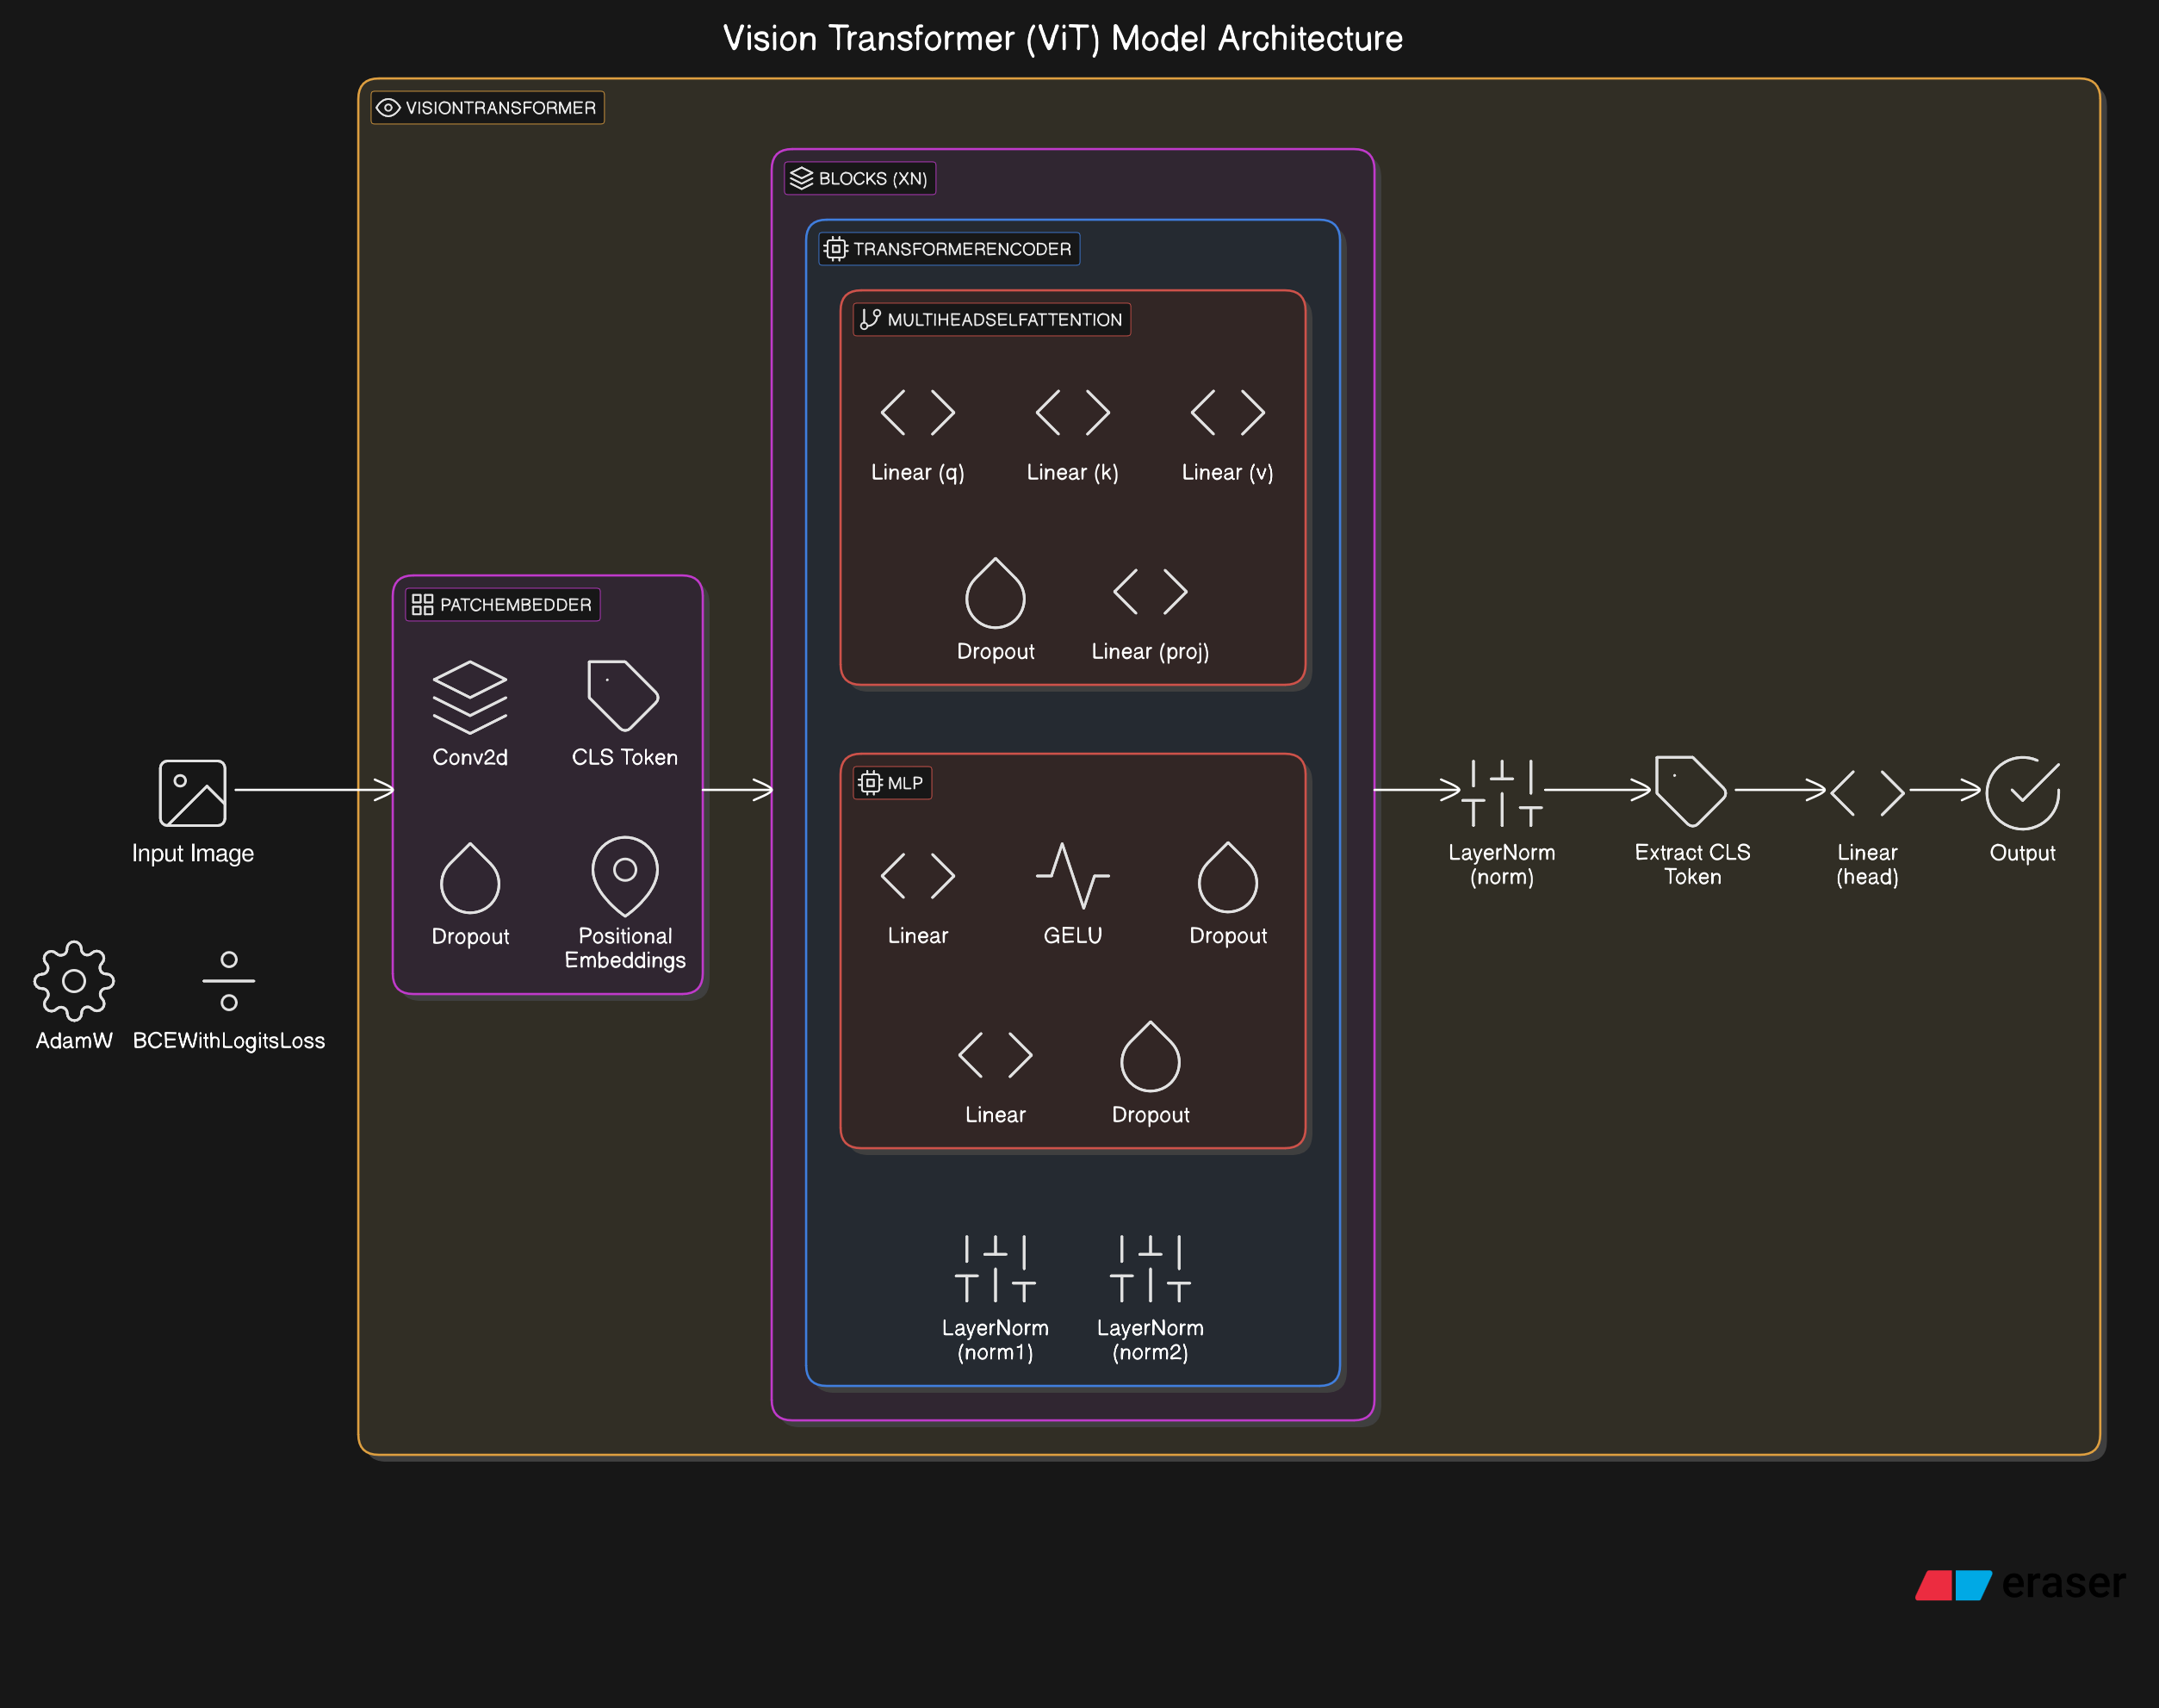 Vision Transformer (ViT) Model Architecture
VISIONTRANSFORMER
BLOCKS (XN)
TRANSFORMERENCODER
MULTIHEADSELFATTENTION
Linear (q)
Linear (k)
Linear (v)
Dropout
Linear (proj)
PATCHEMBEDDER
Conv2d
CLS Token
Dropout
Positional
Embeddings
Input Image
AdamW
BCEWithLogitsLoss
MLP
Linear
GELU
Dropout
Linear
Dropout
LayerNorm
(norm1)
LayerNorm
(norm2)
LayerNorm
(norm)
Extract CLS
Token
Linear
(head)
Output
eraser